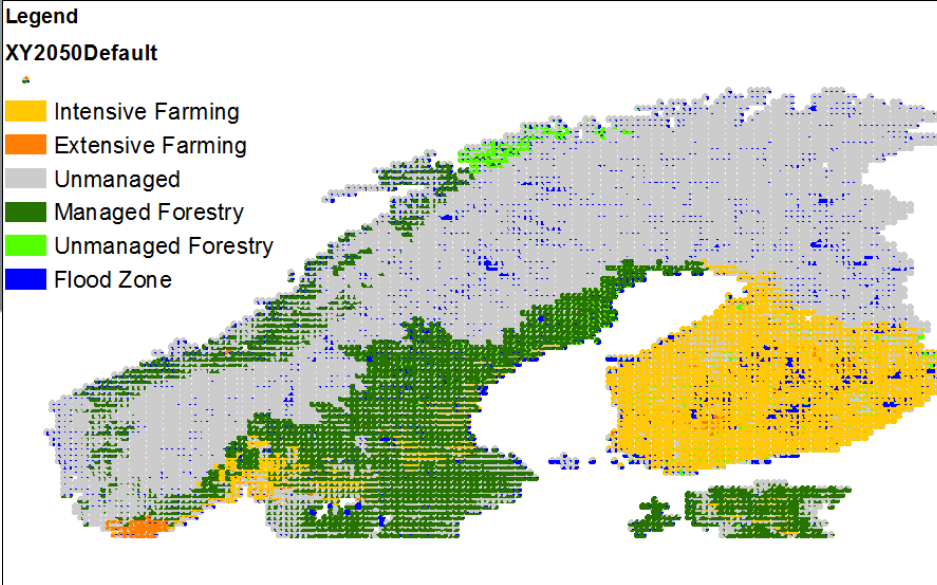 Legend
XY2050Default
Intensive Farming
Extensive Farming
Unmanaged
Managed Forestry
Unmanaged Forestry
Flood Zone